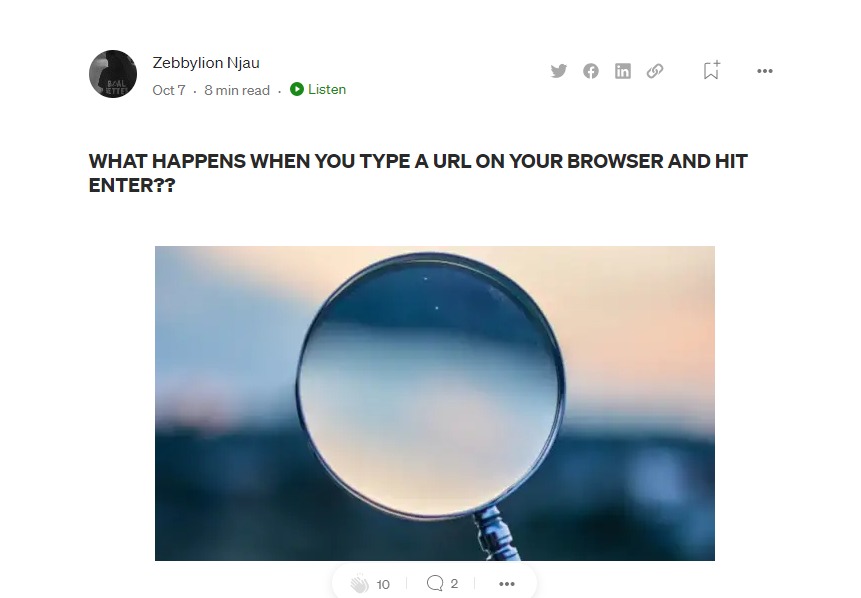 Zebbylion Njau
Oct 7 · 8 min read · Listen
WHAT HAPPENS WHEN YOU TYPE A URL ON YOUR BROWSER AND HIT
ENTER??
10
2